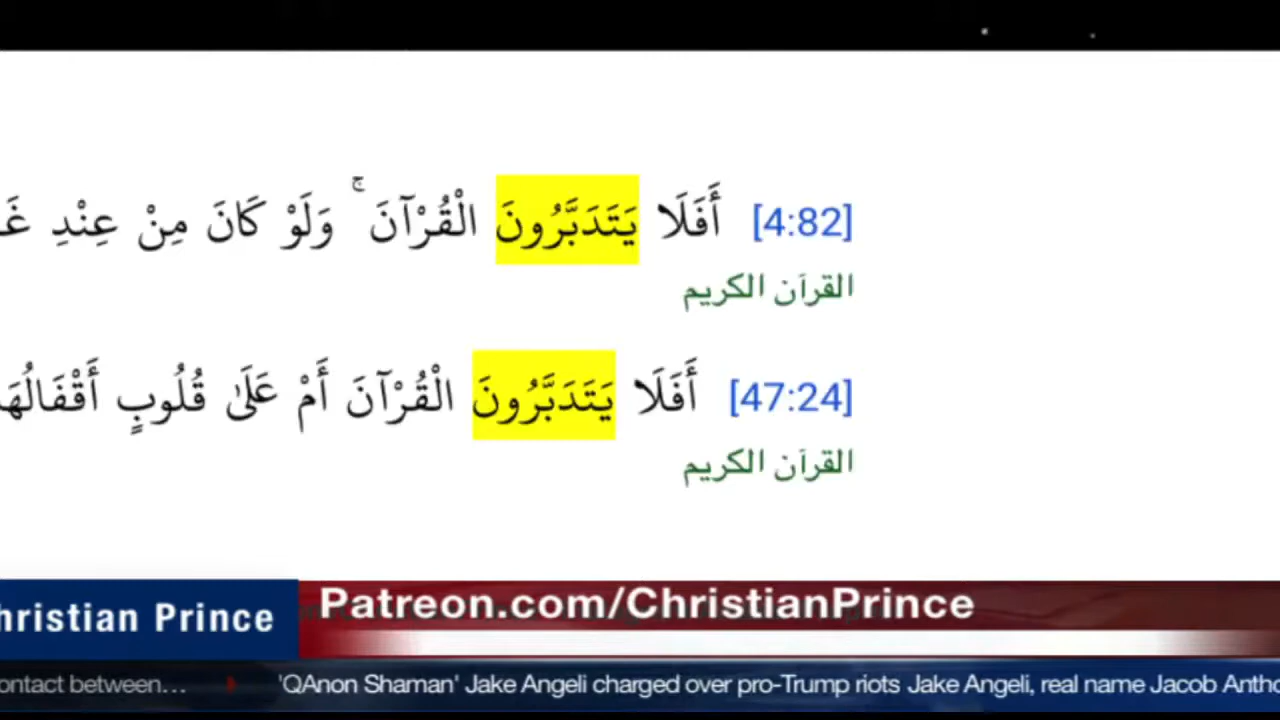 [4:82] أَفَلَا يَتَدَبَّرُونَ الْقُرْآنَ ۚ وَلَوْ كَانَ مِنْ عِنْدِ غَ
القرآن الكريم
[47:24] أَفَلَا يَتَدَبَّرُونَ الْقُرْآنَ أَمْ عَلَىٰ قُلُوبٍ أَقْفَالُهَ
القرآن الكريم
Patreon.com/ChristianPrince
hristian Prince
ontact between... 'QAnon Shaman' Jake Angeli charged over pro-Trump riots Jake Angeli, real name Jacob Antho